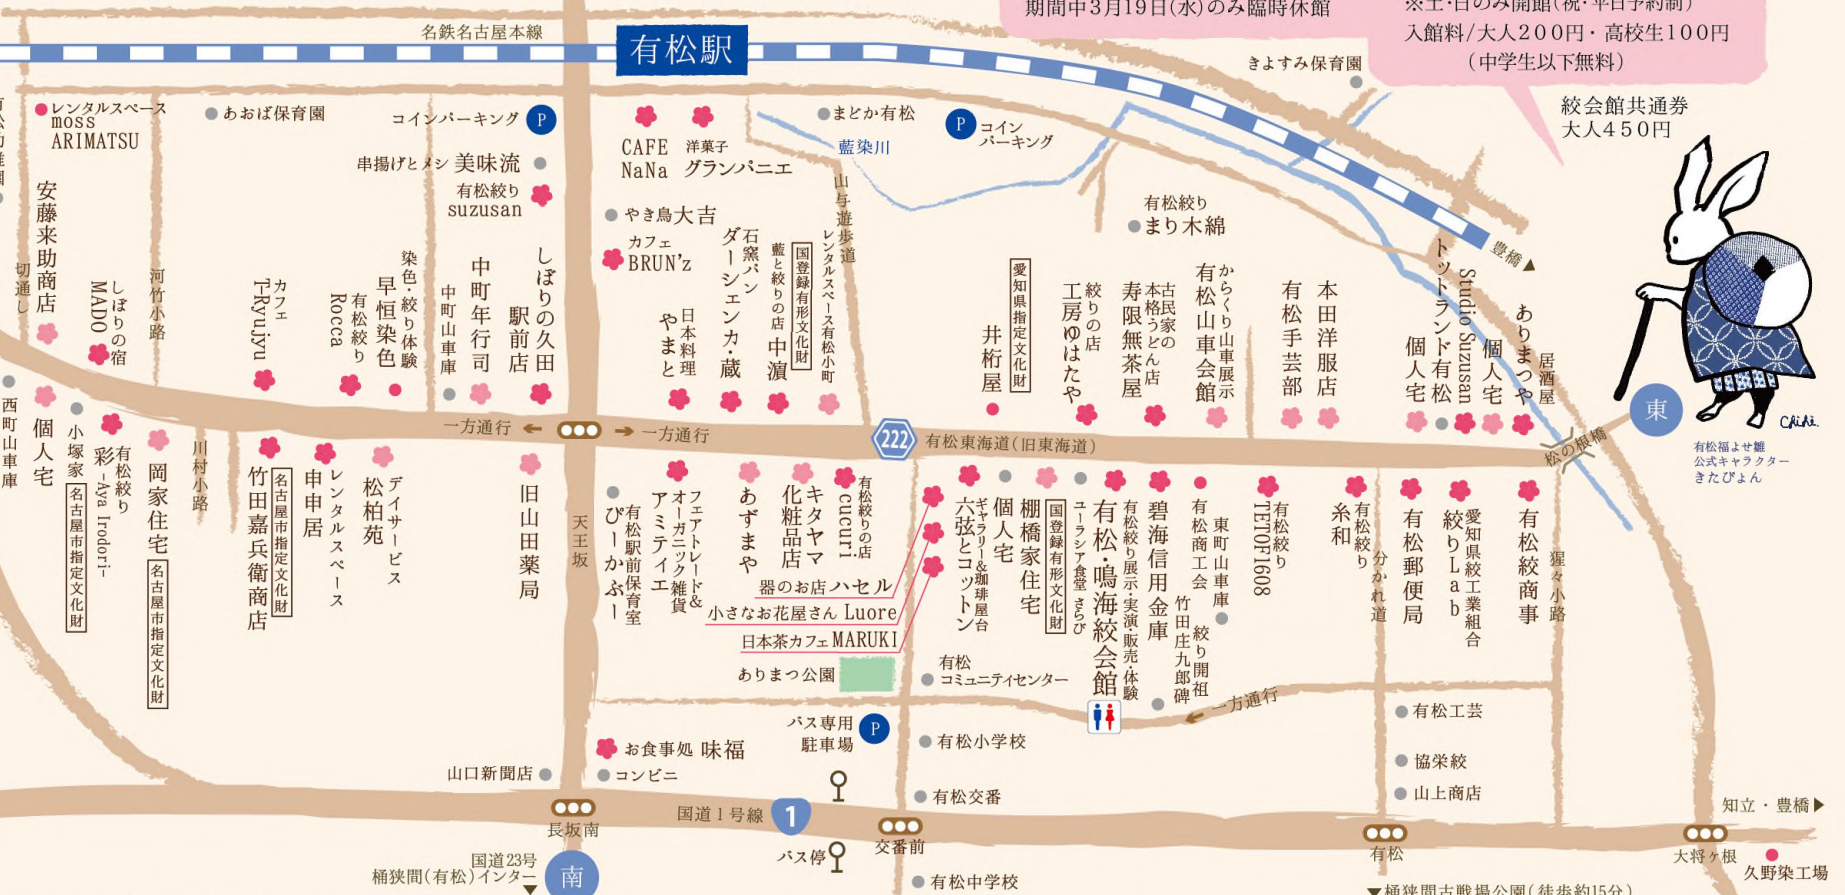 期間中3月19日(水)のみ臨時休館
※土・日のみ開館(祝・平日予約制)
入館料/大人200円・高校生100円
(中学生以下無料)
絞会館共通券
大人450円
名鉄名古屋本線
有松駅
きよすみ保育園
レンタルスペース
moss
ARIMATSU
あおば保育園
コインパーキング
P
串揚げとメシ 美味流
有松絞り
suzusan
CAFE
NaNa
洋菓子
グランパニエ
まどか有松
藍染川
P
コイン
パーキング
山与遊歩道
やき鳥大吉
カフェ
BRUN'z
有松絞り
まり木綿
豊橋▶
切通し
安藤来助商店
しぼりの宿
MADO
河竹小路
カフェ
T-Ryujyu
有松絞り
Rocca
染色・絞り体験
早恒染色
中町山車庫
中町年行司
しぼりの久田
駅前店
日本料理
やまと
石窯パン
ダーシェンカ・蔵
藍と絞りの店 中濵
国登録有形文化財
レンタルスペース有松小町
井桁屋
愛知県指定文化財
絞りの店
工房ゆはたや
古民家の
本格うどん店
寿限無茶屋
からくり山車展示
有松山車会館
有松手芸部
本田洋服店
個人宅
トットランド有松
Studio Suzusan
個人宅
居酒屋
ありまつや
東
Chihi.
有松福よせ雛
公式キャラクター
きたぴょん
一方通行
一方通行
222
有松東海道(旧東海道)
松の根橋
西町山車庫
個人宅
小塚家
名古屋市指定文化財
有松絞り
彩-Aya Irodori-
岡家住宅
名古屋市指定文化財
川村小路
竹田嘉兵衛商店
名古屋市指定文化財
レンタルスペース
申申居
デイサービス
松柏苑
旧山田薬局
天王坂
有松駅前保育室
ぴーかぶー
フェアトレード&
オーガニック雑貨
アミティエ
あずまや
キタヤマ
化粧品店
有松絞りの店
cucuri
器のお店ハセル
小さなお花屋さん Luore
日本茶カフェMARUKI
ギャラリー&珈琲屋台
六弦とコットン
個人宅
棚橋家住宅
国登録有形文化財
ユーラシア食堂 さらび
有松絞り展示・実演・販売・体験
有松・鳴海絞会館
碧海信用金庫
有松商工会
東町山車庫
絞り開祖
竹田庄九郎碑
有松絞り
TETOF1608
有松絞り
糸和
分かれ道
有松郵便局
愛知県絞工業組合
絞りLab
有松絞商事
猩々小路
ありまつ公園
有松
コミュニティセンター
一方通行
有松工芸
バス専用
駐車場
P
有松小学校
お食事処 味福
山口新聞店
コンビニ
協栄絞
有松交番
山上商店
国道1号線
1
知立・豊橋▶
長坂南
バス停
交番前
有松
大将ヶ根
久野染工場
国道23号
桶狭間(有松)インター
▼
南
有松中学校
▼桶狭間古戦場公園(徒歩約15分)